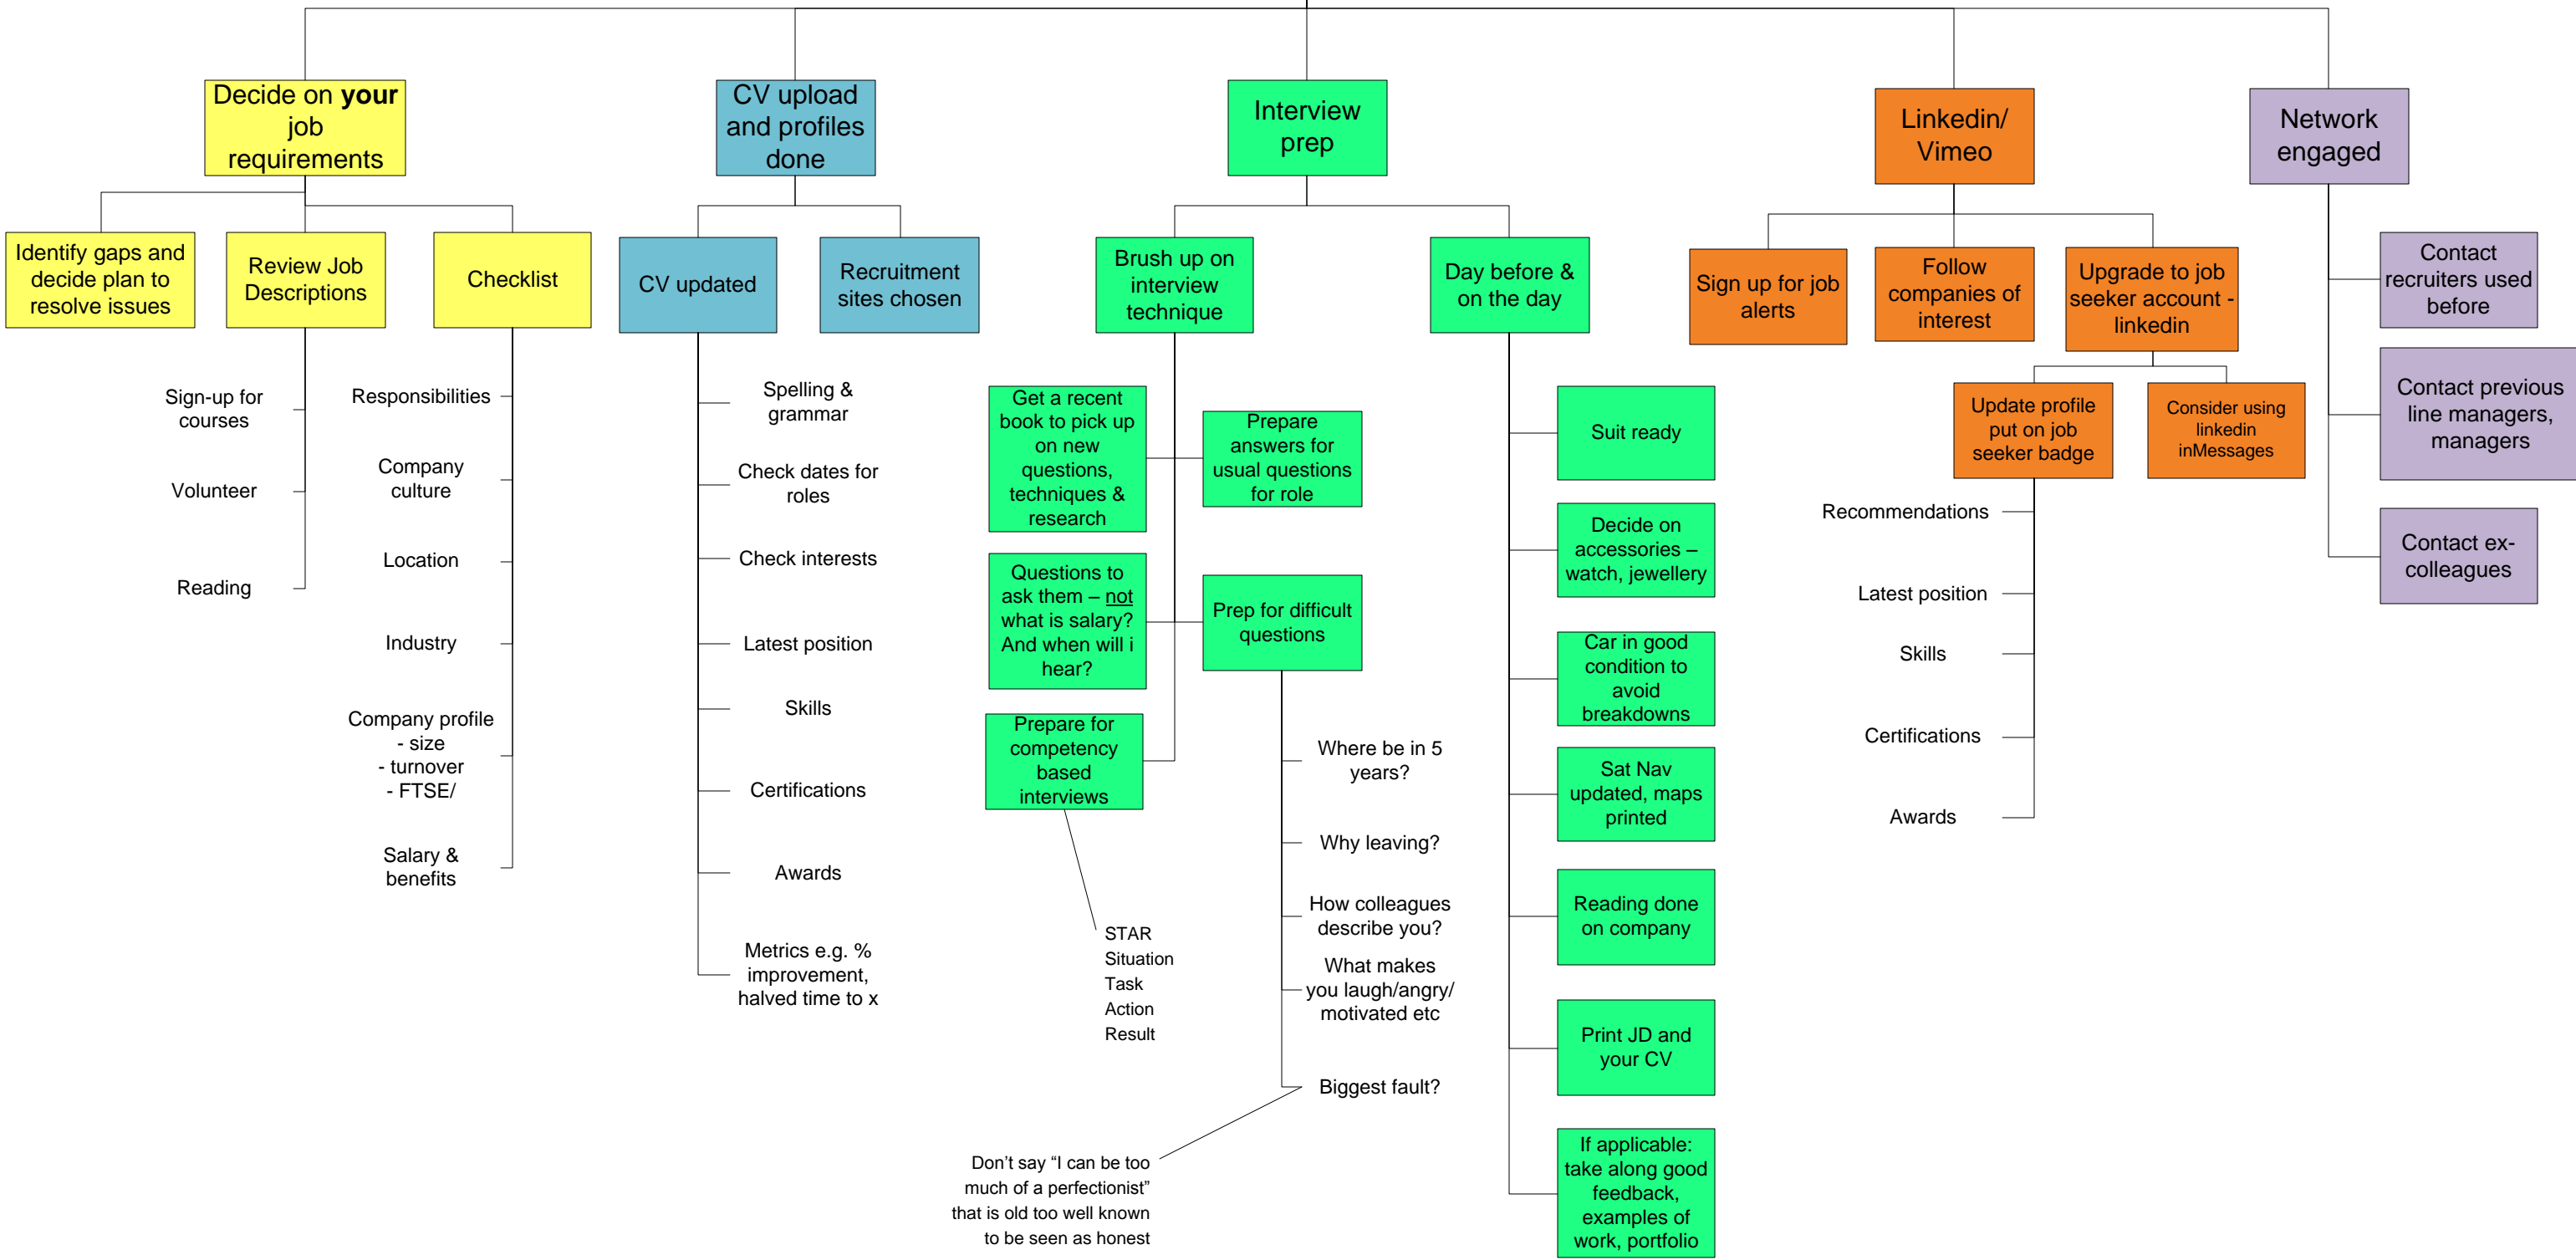 Decide on your
job
requirements
CV upload
and profiles
done
Interview
prep
Linkedin/
Vimeo
Network
engaged
Identify gaps and
decide plan to
resolve issues
Review Job
Descriptions
Checklist
Sign-up for
courses
Volunteer
Reading
Responsibilities
Company
culture
Location
Industry
Company profile
- size
- turnover
- FTSE/
Salary &
benefits
CV updated
Recruitment
sites chosen
Spelling &
grammar
Check dates for
roles
Check interests
Latest position
Skills
Certifications
Awards
Metrics e.g. %
improvement,
halved time to x
Brush up on
interview
technique
Day before &
on the day
Get a recent
book to pick up
on new
questions,
techniques &
research
Prepare
answers for
usual questions
for role
Questions to
ask them – not
what is salary?
And when will i
hear?
Prep for difficult
questions
Prepare for
competency
based
interviews
STAR
Situation
Task
Action
Result
Where be in 5
years?
Why leaving?
How colleagues
describe you?
What makes
you laugh/angry/
motivated etc
Biggest fault?
Don’t say “I can be too
much of a perfectionist”
that is old too well known
to be seen as honest
Suit ready
Decide on
accessories –
watch, jewellery
Car in good
condition to
avoid
breakdowns
Sat Nav
updated, maps
printed
Reading done
on company
Print JD and
your CV
If applicable:
take along good
feedback,
examples of
work, portfolio
Sign up for job
alerts
Follow
companies of
interest
Upgrade to job
seeker account -
linkedin
Update profile
put on job
seeker badge
Consider using
linkedin
inMessages
Recommendations
Latest position
Skills
Certifications
Awards
Contact
recruiters used
before
Contact previous
line managers,
managers
Contact ex-
colleagues